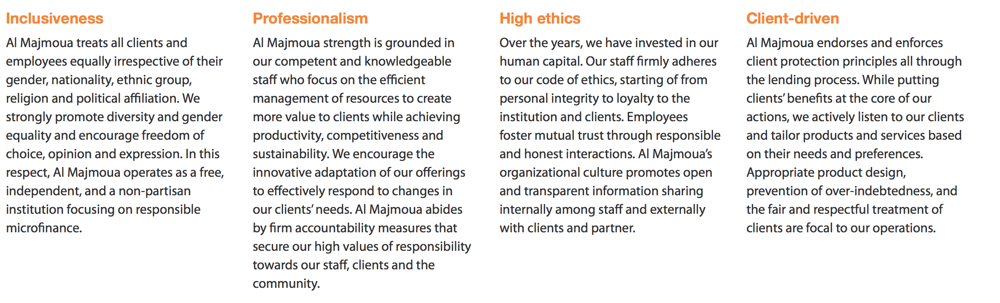 Inclusiveness
Al Majmoua treats all clients and
employees equally irrespective of their
gender, nationality, ethnic group,
religion and political affiliation. We
strongly promote diversity and gender
equality and encourage freedom of
choice, opinion and expression. In this
respect, Al Majmoua operates as a free,
independent, and a non-partisan
institution focusing on responsible
microfinance.
Professionalism
Al Majmoua strength is grounded in
our competent and knowledgeable
staff who focus on the efficient
management of resources to create
more value to clients while achieving
productivity, competitiveness and
sustainability. We encourage the
innovative adaptation of our offerings
to effectively respond to changes in
our clients’ needs. Al Majmoua abides
by firm accountability measures that
secure our high values of responsibility
towards our staff, clients and the
community.
High ethics
Over the years, we have invested in our
human capital. Our staff firmly adheres
to our code of ethics, starting of from
personal integrity to loyalty to the
institution and clients. Employees
foster mutual trust through responsible
and honest interactions. Al Majmoua’s
organizational culture promotes open
and transparent information sharing
internally among staff and externally
with clients and partner.
Client-driven
Al Majmoua endorses and enforces
client protection principles all through
the lending process. While putting
clients’ benefits at the core of our
actions, we actively listen to our clients
and tailor products and services based
on their needs and preferences.
Appropriate product design,
prevention of over-indebtedness, and
the fair and respectful treatment of
clients are focal to our operations.